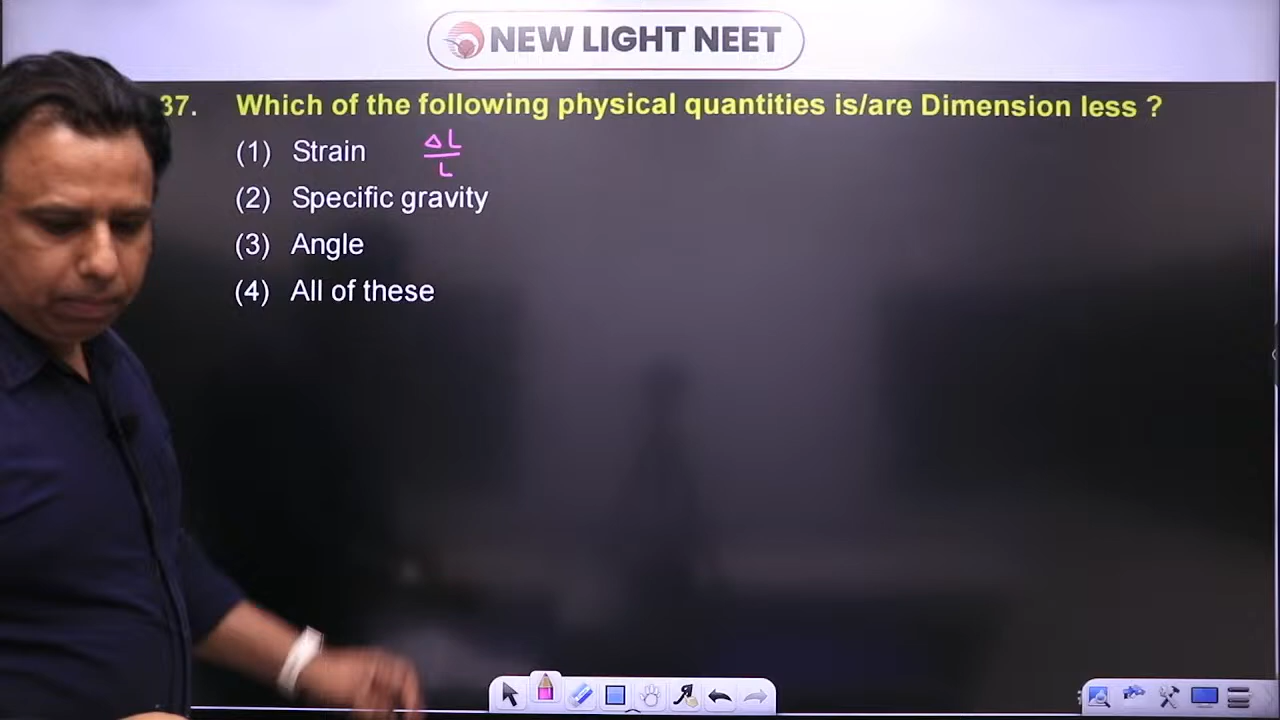 NEW LIGHT NEET
37. Which of the following physical quantities is/are Dimension less ?
(1) Strain ΔL/L
(2) Specific gravity
(3) Angle
(4) All of these